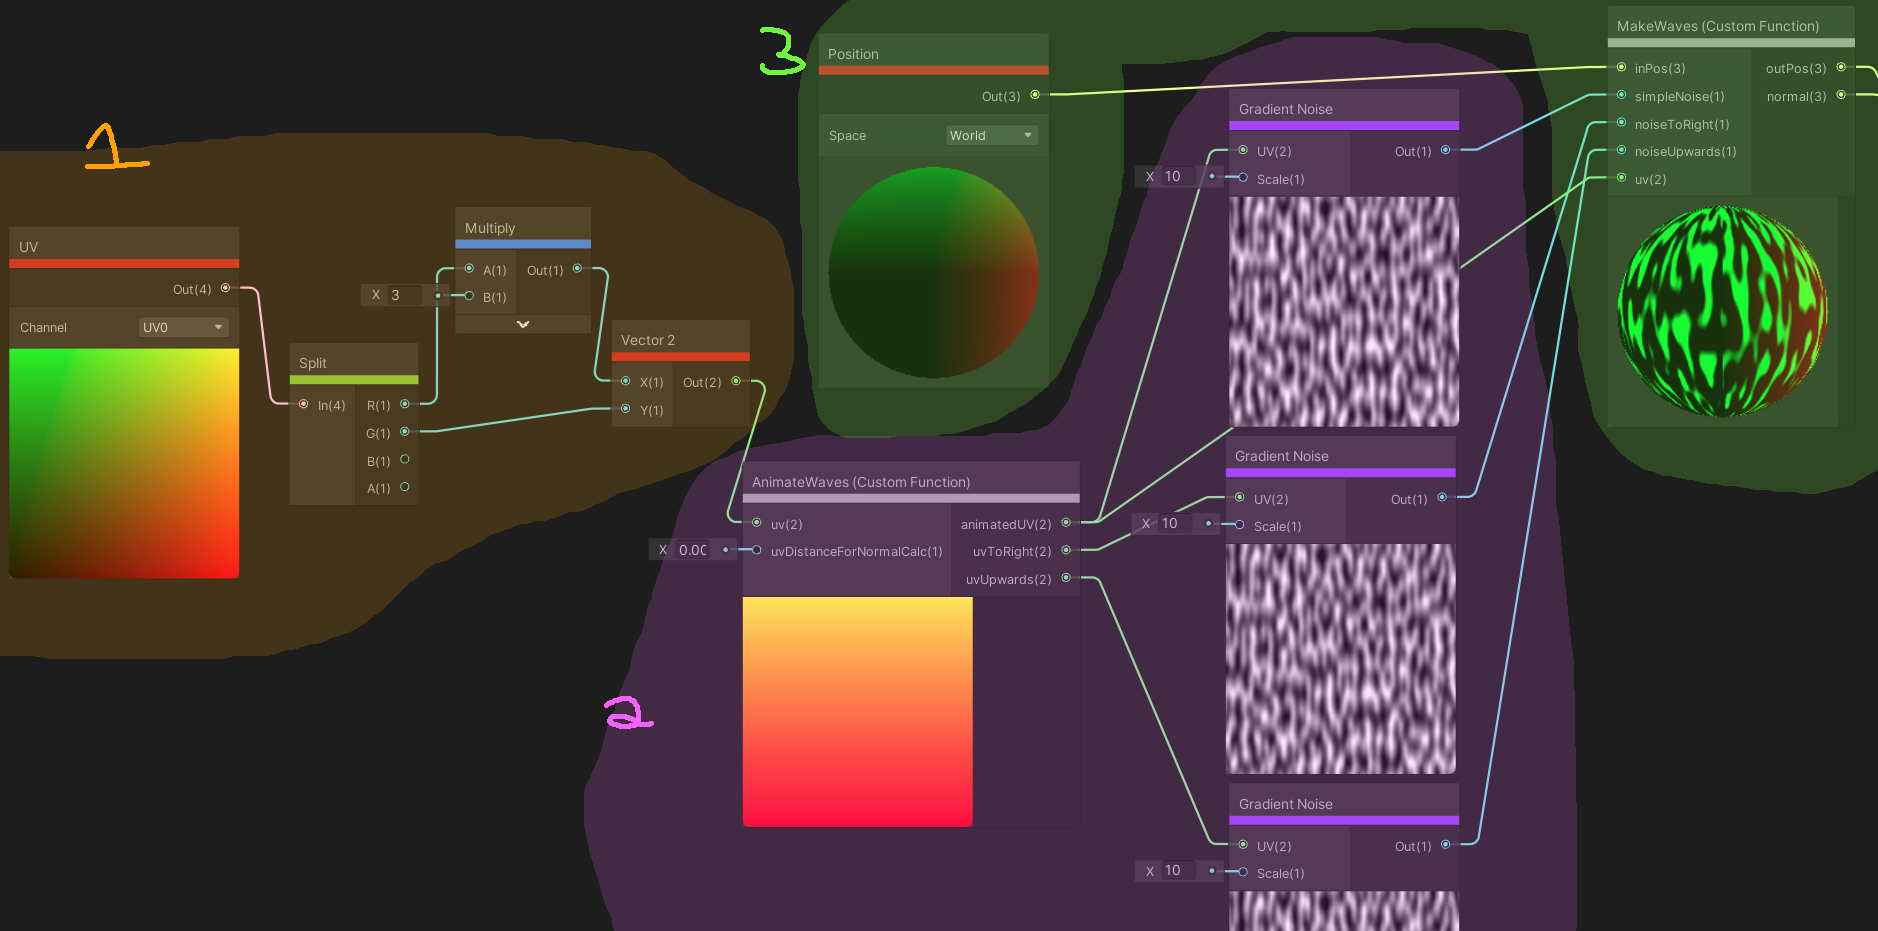 1
UV
Out(4)
Channel
UV0
Split
In(4)
R(1)
G(1)
B(1)
A(1)
Multiply
A(1)
Out(1)
X 3
B(1)
Vector 2
X(1)
Out(2)
Y(1)
2
AnimateWaves (Custom Function)
uv(2)
animatedUV(2)
X 0.00
uvDistanceForNormalCalc(1)
uvToRight(2)
uvUpwards(2)
Gradient Noise
UV(2)
Out(1)
X 10
Scale(1)
Gradient Noise
UV(2)
Out(1)
X 10
Scale(1)
Gradient Noise
UV(2)
Out(1)
X 10
Scale(1)
3
Position
Out(3)
Space
World
MakeWaves (Custom Function)
inPos(3)
outPos(3)
simpleNoise(1)
normal(3)
noiseToRight(1)
noiseUpwards(1)
uv(2)